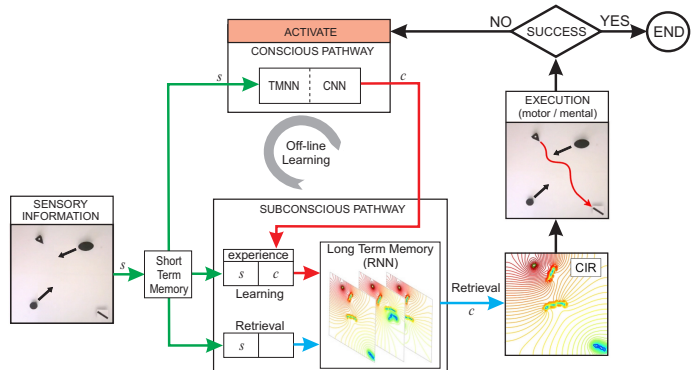 NO
YES
ACTIVATE
SUCCESS
END
CONSCIOUS PATHWAY
s
TMNN
CNN
c
EXECUTION
(motor / mental)
Off-line
Learning
SENSORY
INFORMATION
SUBCONSCIOUS PATHWAY
s
Short
Term
Memory
experience
s
c
Learning
Long Term Memory
(RNN)
CIR
Retrieval
c
Retrieval
s